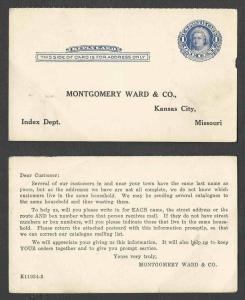 THIS SIDE OF CARD IS FOR ADDRESS ONLY
MONTGOMERY WARD & CO.,
Kansas City,
Index Dept. Missouri
Dear Customer:
Several of our customers in and near your town have the same last name as
yours, but as the addresses we have are not all complete, we do not know which
customers live in the same household. We may be sending several catalogues to the
same household and thus wasting them.
To help us, will you please write in for EACH name, the street address or the
route AND box number where that person receives mail. If they do not have street
numbers or box numbers, will you please indicate those that live in the same house-
hold. Please return the attached postcard with this information promptly, so that
we can correct our catalogue mailing list.
We will appreciate your giving us this information. It will also help us to keep
YOUR orders together and to give you prompt service.
Yours very truly,
MONTGOMERY WARD & CO.